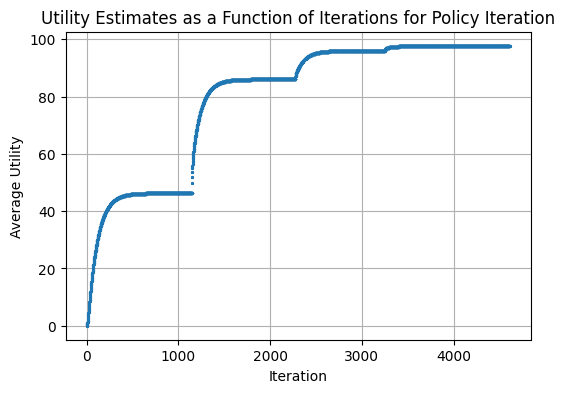 Utility Estimates as a Function of Iterations for Policy Iteration
100
80
60
40
20
0
Average Utility
0 1000 2000 3000 4000
Iteration